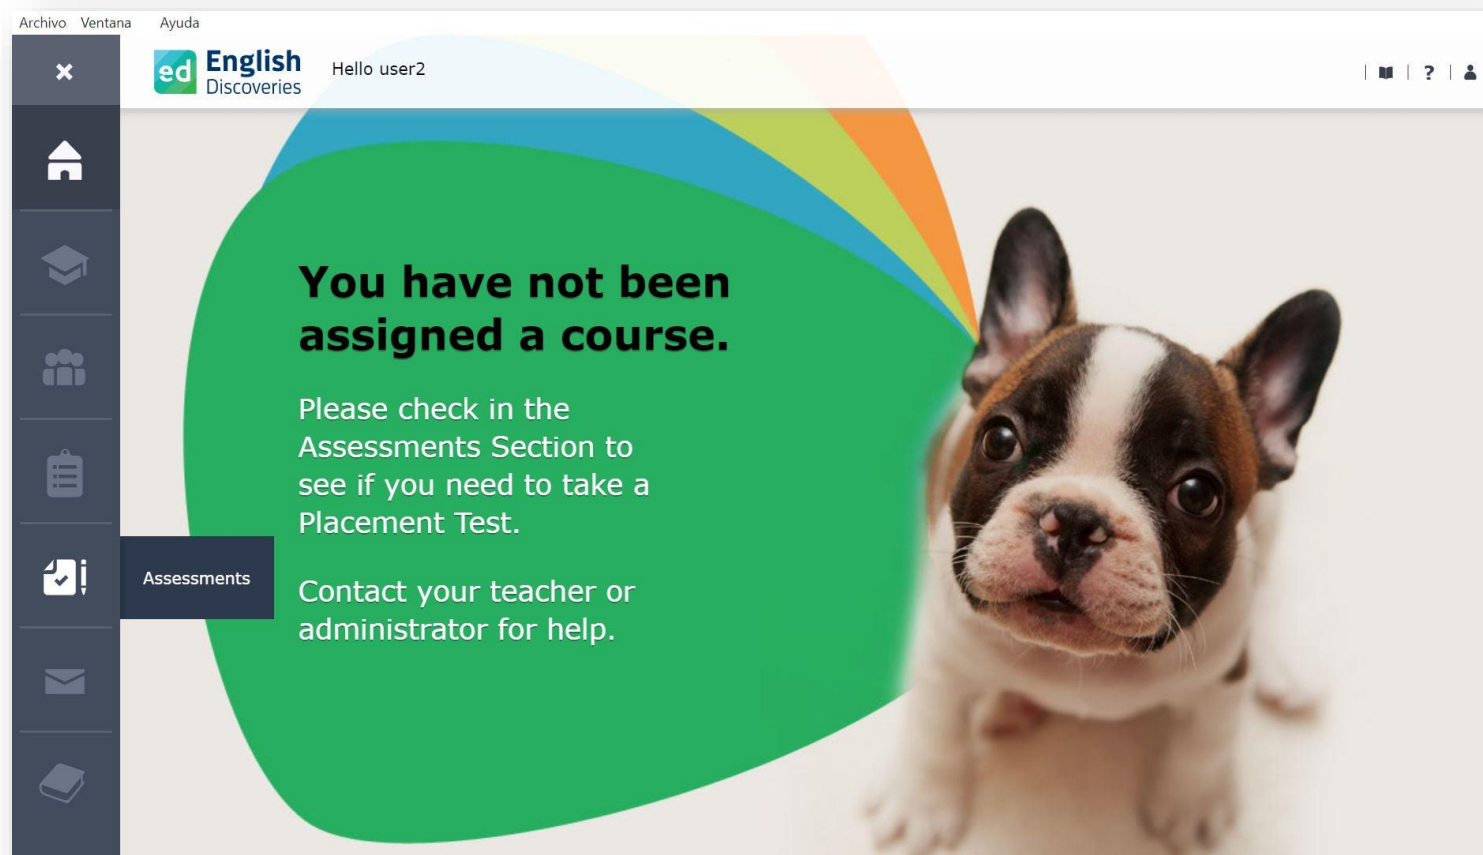 Archivo Ventana Ayuda
ed English Discoveries
Hello user2
?
You have not been
assigned a course.
Please check in the
Assessments Section to
see if you need to take a
Placement Test.
Assessments
Contact your teacher or
administrator for help.